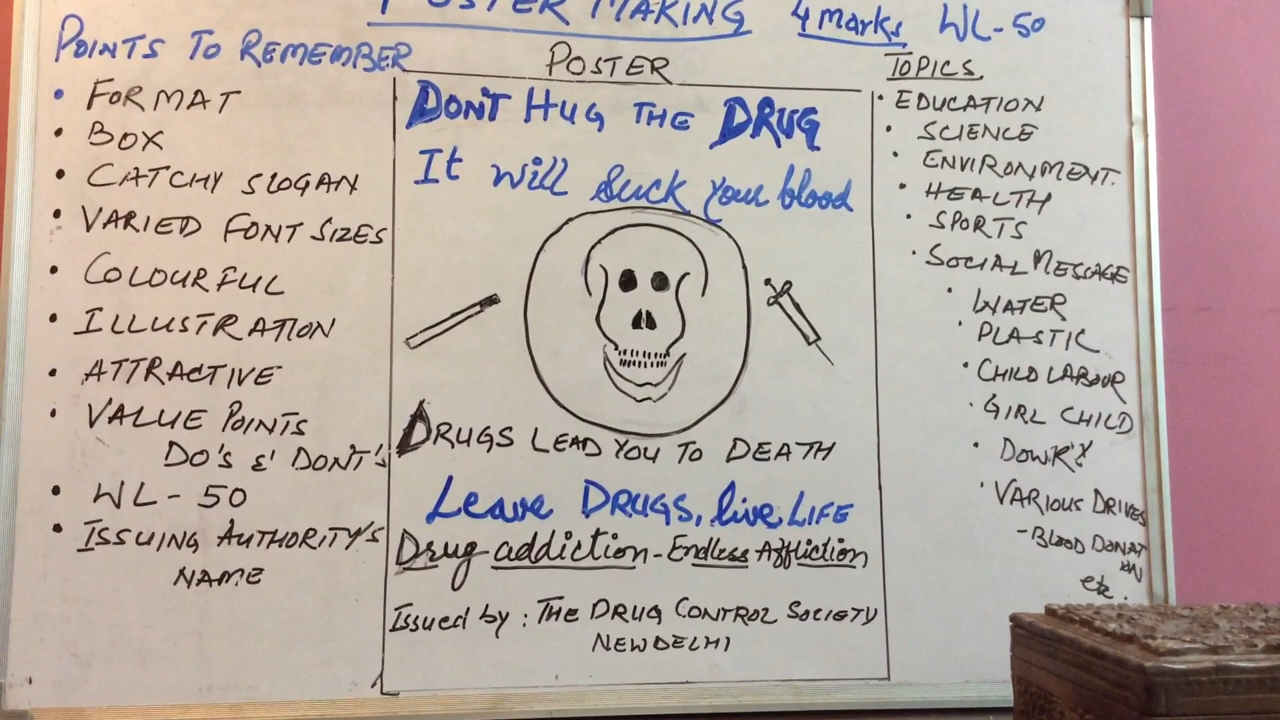 POSTER MAKING 4 marks WL-50
POINTS TO REMEMBER
• FORMAT
• BOX
• CATCHY SLOGAN
• VARIED FONT SIZES
• COLOURFUL
• ILLUSTRATION
• ATTRACTIVE
• VALUE POINTS
DO'S & DONT'S
• WL-50
• ISSUING AUTHORITY'S
NAME
POSTER
DON'T HUG THE DRUG
It will suck your blood
DRUGS LEAD YOU TO DEATH
Leave DRUGS, live LIFE
Drug addiction - Endless Affliction
Issued by: THE DRUG CONTROL SOCIETY
NEW DELHI
TOPICS
• EDUCATION
• SCIENCE
• ENVIRONMENT.
• HEALTH
• SPORTS
• SOCIAL MESSAGE
• WATER
• PLASTIC
• CHILD LABOUR
• GIRL CHILD
• DOWRY
• VARIOUS DRIVES
- BLOOD DONAT
ON
etc.